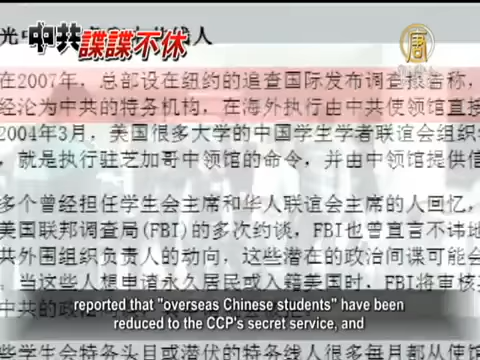 中共諜諜不休
光中 线人
在2007年，总部设在纽约的追查国际发布调查报告称，
经沦为中共的特务机构，在海外执行由中共使领馆直接
2004年3月，美国很多大学的中国学生学者联谊会组织
，就是执行驻芝加哥中领馆的命令，并由中领馆提供信
多个曾经担任学生会主席和华人联谊会主席的人回忆，
美国联邦调查局(FBI)的多次约谈，FBI也曾直言不讳地
共外围组织负责人的动向，这些潜在的政治间谍可能会
。当这些人想申请永久居民或入籍美国时，FBI将审核
中共的政治
reported that "overseas Chinese students" have been
reduced to the CCP's secret service, and
些学生会特务头目或潜伏的特务线人很多每月都从使馆